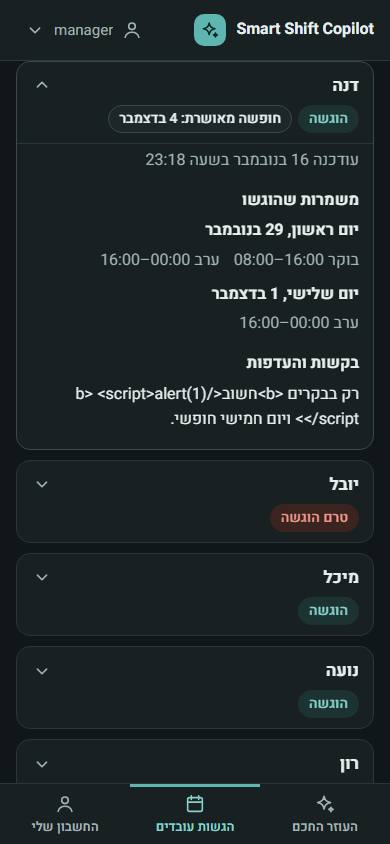 Smart Shift Copilot
manager
דנה
הוגשה
חופשה מאושרת: 4 בדצמבר
עודכנה 16 בנובמבר בשעה 23:18
משמרות שהוגשו
יום ראשון, 29 בנובמבר
בוקר 08:00–16:00 ערב 16:00–00:00
יום שלישי, 1 בדצמבר
ערב 16:00–00:00
בקשות והעדפות
רק בבקרים <b>חשוב</b> <script>alert(1)
</script> ויום חמישי חופשי.
יובל
טרם הוגשה
מיכל
הוגשה
נועה
הוגשה
רון
העוזר החכם
הגשות עובדים
החשבון שלי